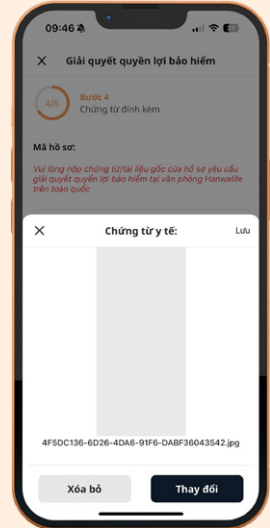 09:46
X Giải quyết quyền lợi bảo hiểm
4/6
Bước 4
Chứng từ đính kèm
Mã hồ sơ:
Vui lòng nộp chứng từ/tài liệu gốc của hồ sơ yêu cầu
giải quyết quyền lợi bảo hiểm tại văn phòng Hanwalife
trên toàn quốc
X Chứng từ y tế: Lưu
4F5DC136-6D26-4DA6-91F6-DABF36043542.jpg
Xóa bỏ Thay đổi